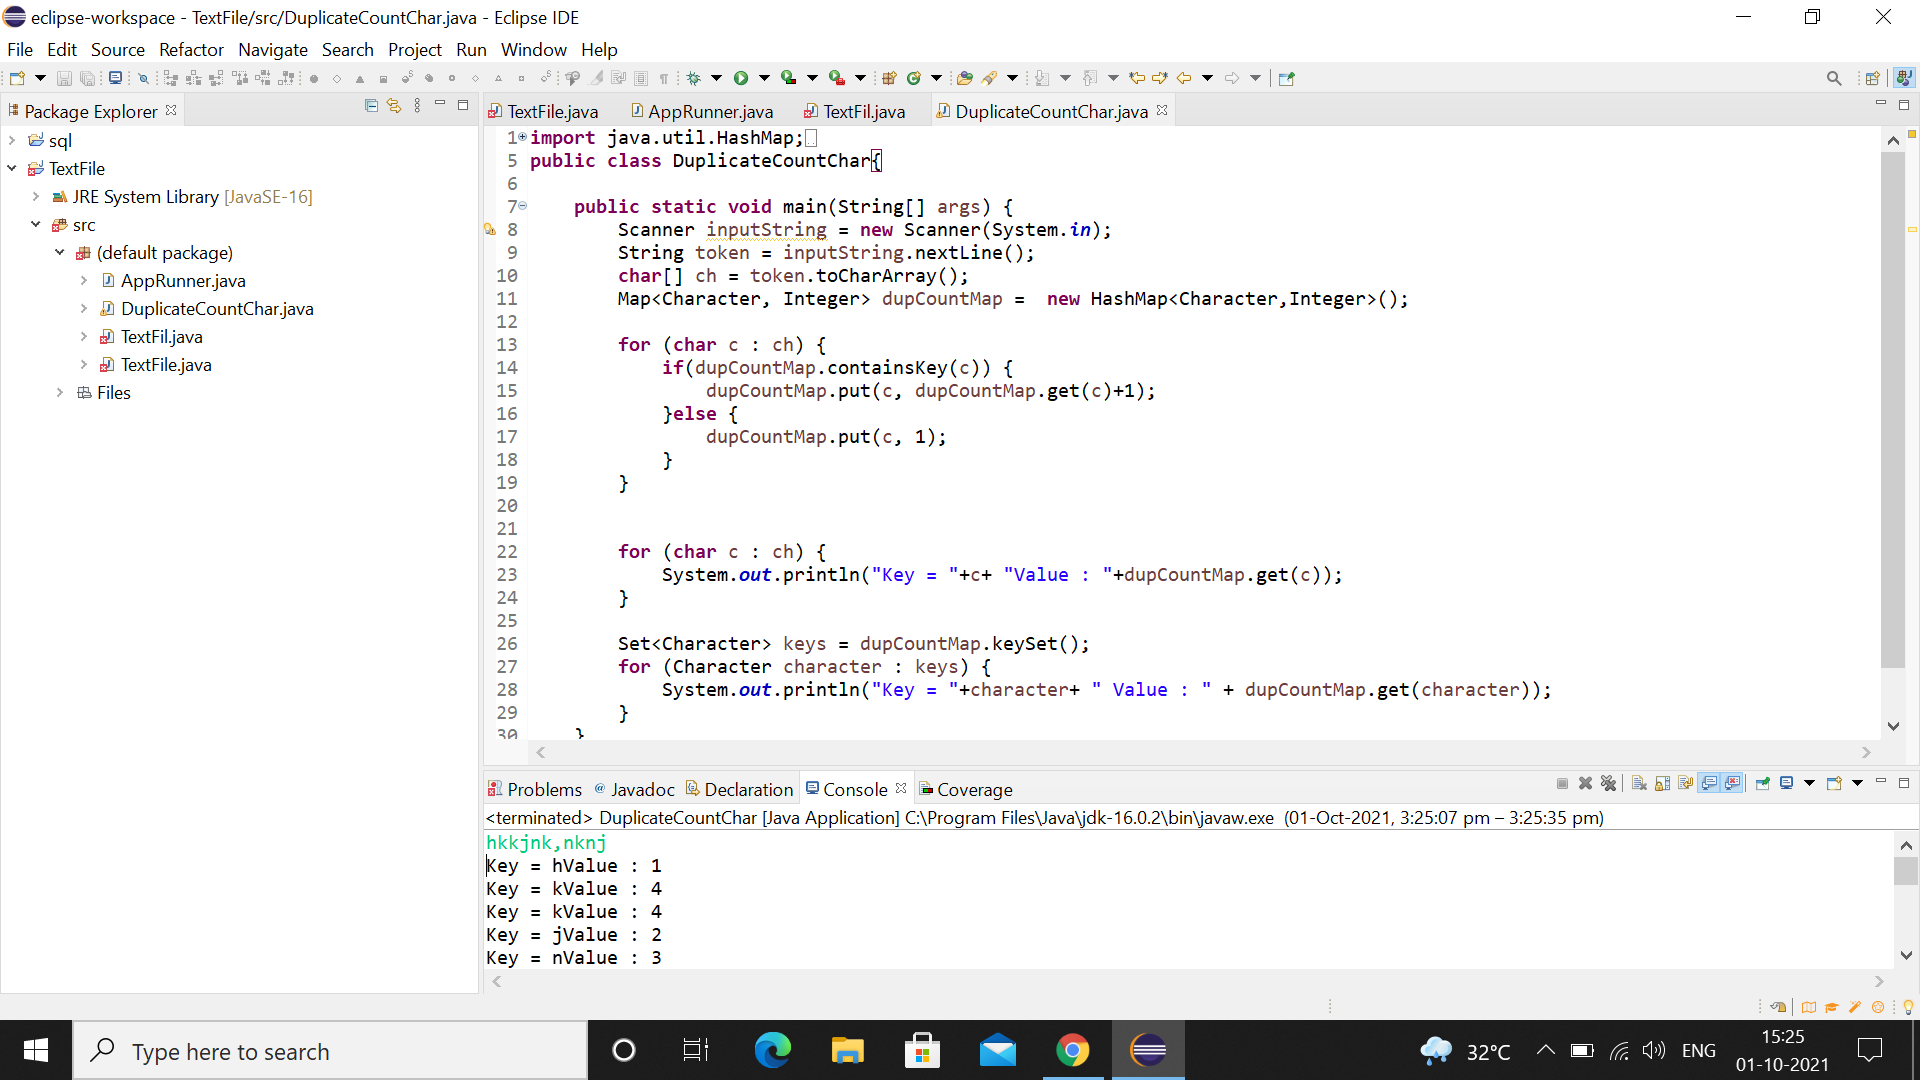 eclipse-workspace - TextFile/src/DuplicateCountChar.java - Eclipse IDE
File Edit Source Refactor Navigate Search Project Run Window Help
Package Explorer
sql
TextFile
JRE System Library [JavaSE-16]
src
(default package)
AppRunner.java
DuplicateCountChar.java
TextFil.java
TextFile.java
Files
TextFile.java AppRunner.java TextFil.java DuplicateCountChar.java
1 import java.util.HashMap;
5 public class DuplicateCountChar{
6
7 public static void main(String[] args) {
8 Scanner inputString = new Scanner(System.in);
9 String token = inputString.nextLine();
10 char[] ch = token.toCharArray();
11 Map<Character, Integer> dupCountMap =  new HashMap<Character,Integer>();
12
13 for (char c : ch) {
14 if(dupCountMap.containsKey(c)) {
15 dupCountMap.put(c, dupCountMap.get(c)+1);
16 }else {
17 dupCountMap.put(c, 1);
18 }
19 }
20
21
22 for (char c : ch) {
23 System.out.println("Key = "+c+ "Value : "+dupCountMap.get(c));
24 }
25
26 Set<Character> keys = dupCountMap.keySet();
27 for (Character character : keys) {
28 System.out.println("Key = "+character+ " Value : " + dupCountMap.get(character));
29 }
30 }
Problems Javadoc Declaration Console Coverage
<terminated> DuplicateCountChar [Java Application] C:\Program Files\Java\jdk-16.0.2\bin\javaw.exe (01-Oct-2021, 3:25:07 pm – 3:25:35 pm)
hkkjnk,nknj
Key = hValue : 1
Key = kValue : 4
Key = kValue : 4
Key = jValue : 2
Key = nValue : 3
Type here to search
32°C
ENG
15:25
01-10-2021